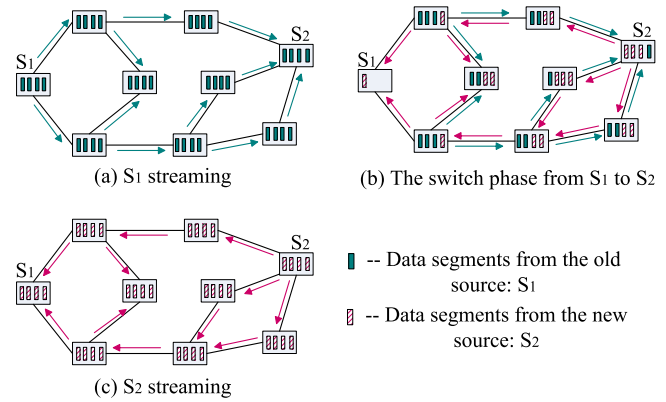 S1
S2
(a) S1 streaming
S1
S2
(b) The switch phase from S1 to S2
S1
S2
(c) S2 streaming
-- Data segments from the old
source: S1
-- Data segments from the new
source: S2